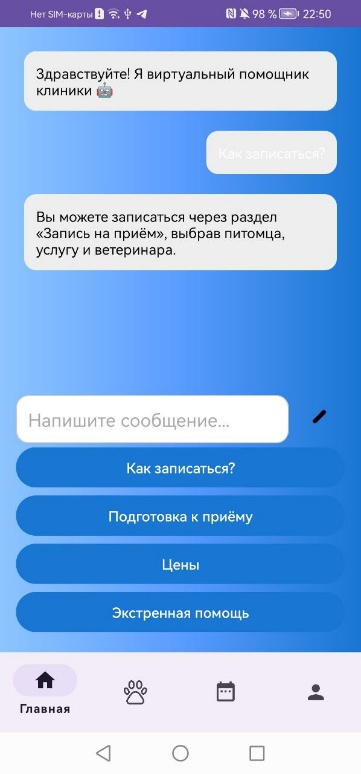 Нет SIM-карты 98 % 22:50
Здравствуйте! Я виртуальный помощник
клиники
Как записаться?
Вы можете записаться через раздел
«Запись на приём», выбрав питомца,
услугу и ветеринара.
Напишите сообщение...
Как записаться?
Подготовка к приёму
Цены
Экстренная помощь
Главная